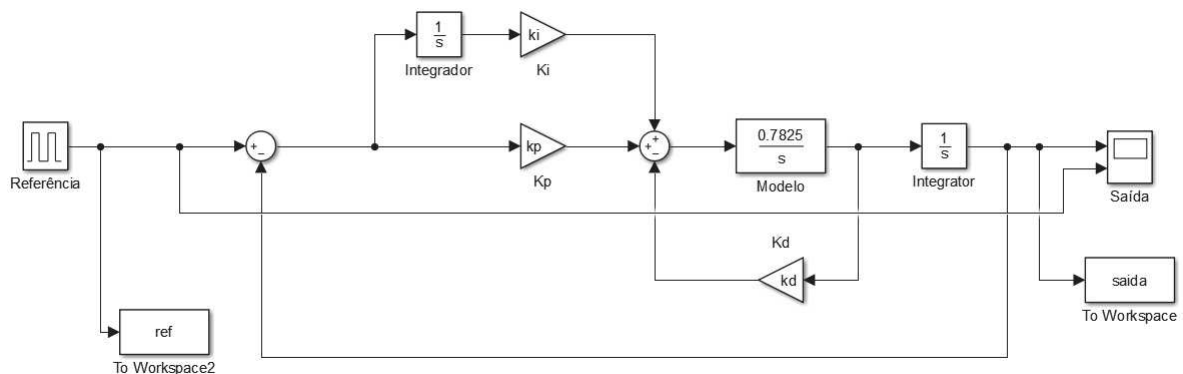 1
s
Integrador
ki
Ki
Referência
+
−
kp
Kp
+
+
−
0.7825
s
Modelo
1
s
Integrator
Saída
Kd
kd
saida
To Workspace
ref
To Workspace2